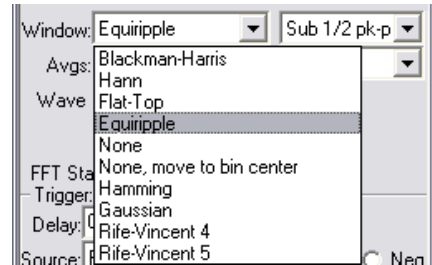 Window: Equiripple Sub 1/2 pk-p
Avgs:
Blackman-Harris
Hann
Wave
Flat-Top
Equiripple
None
None, move to bin center
FFT Sta
Hamming
Trigger:
Gaussian
Delay:
Rife-Vincent 4
Source:
Rife-Vincent 5
Neg